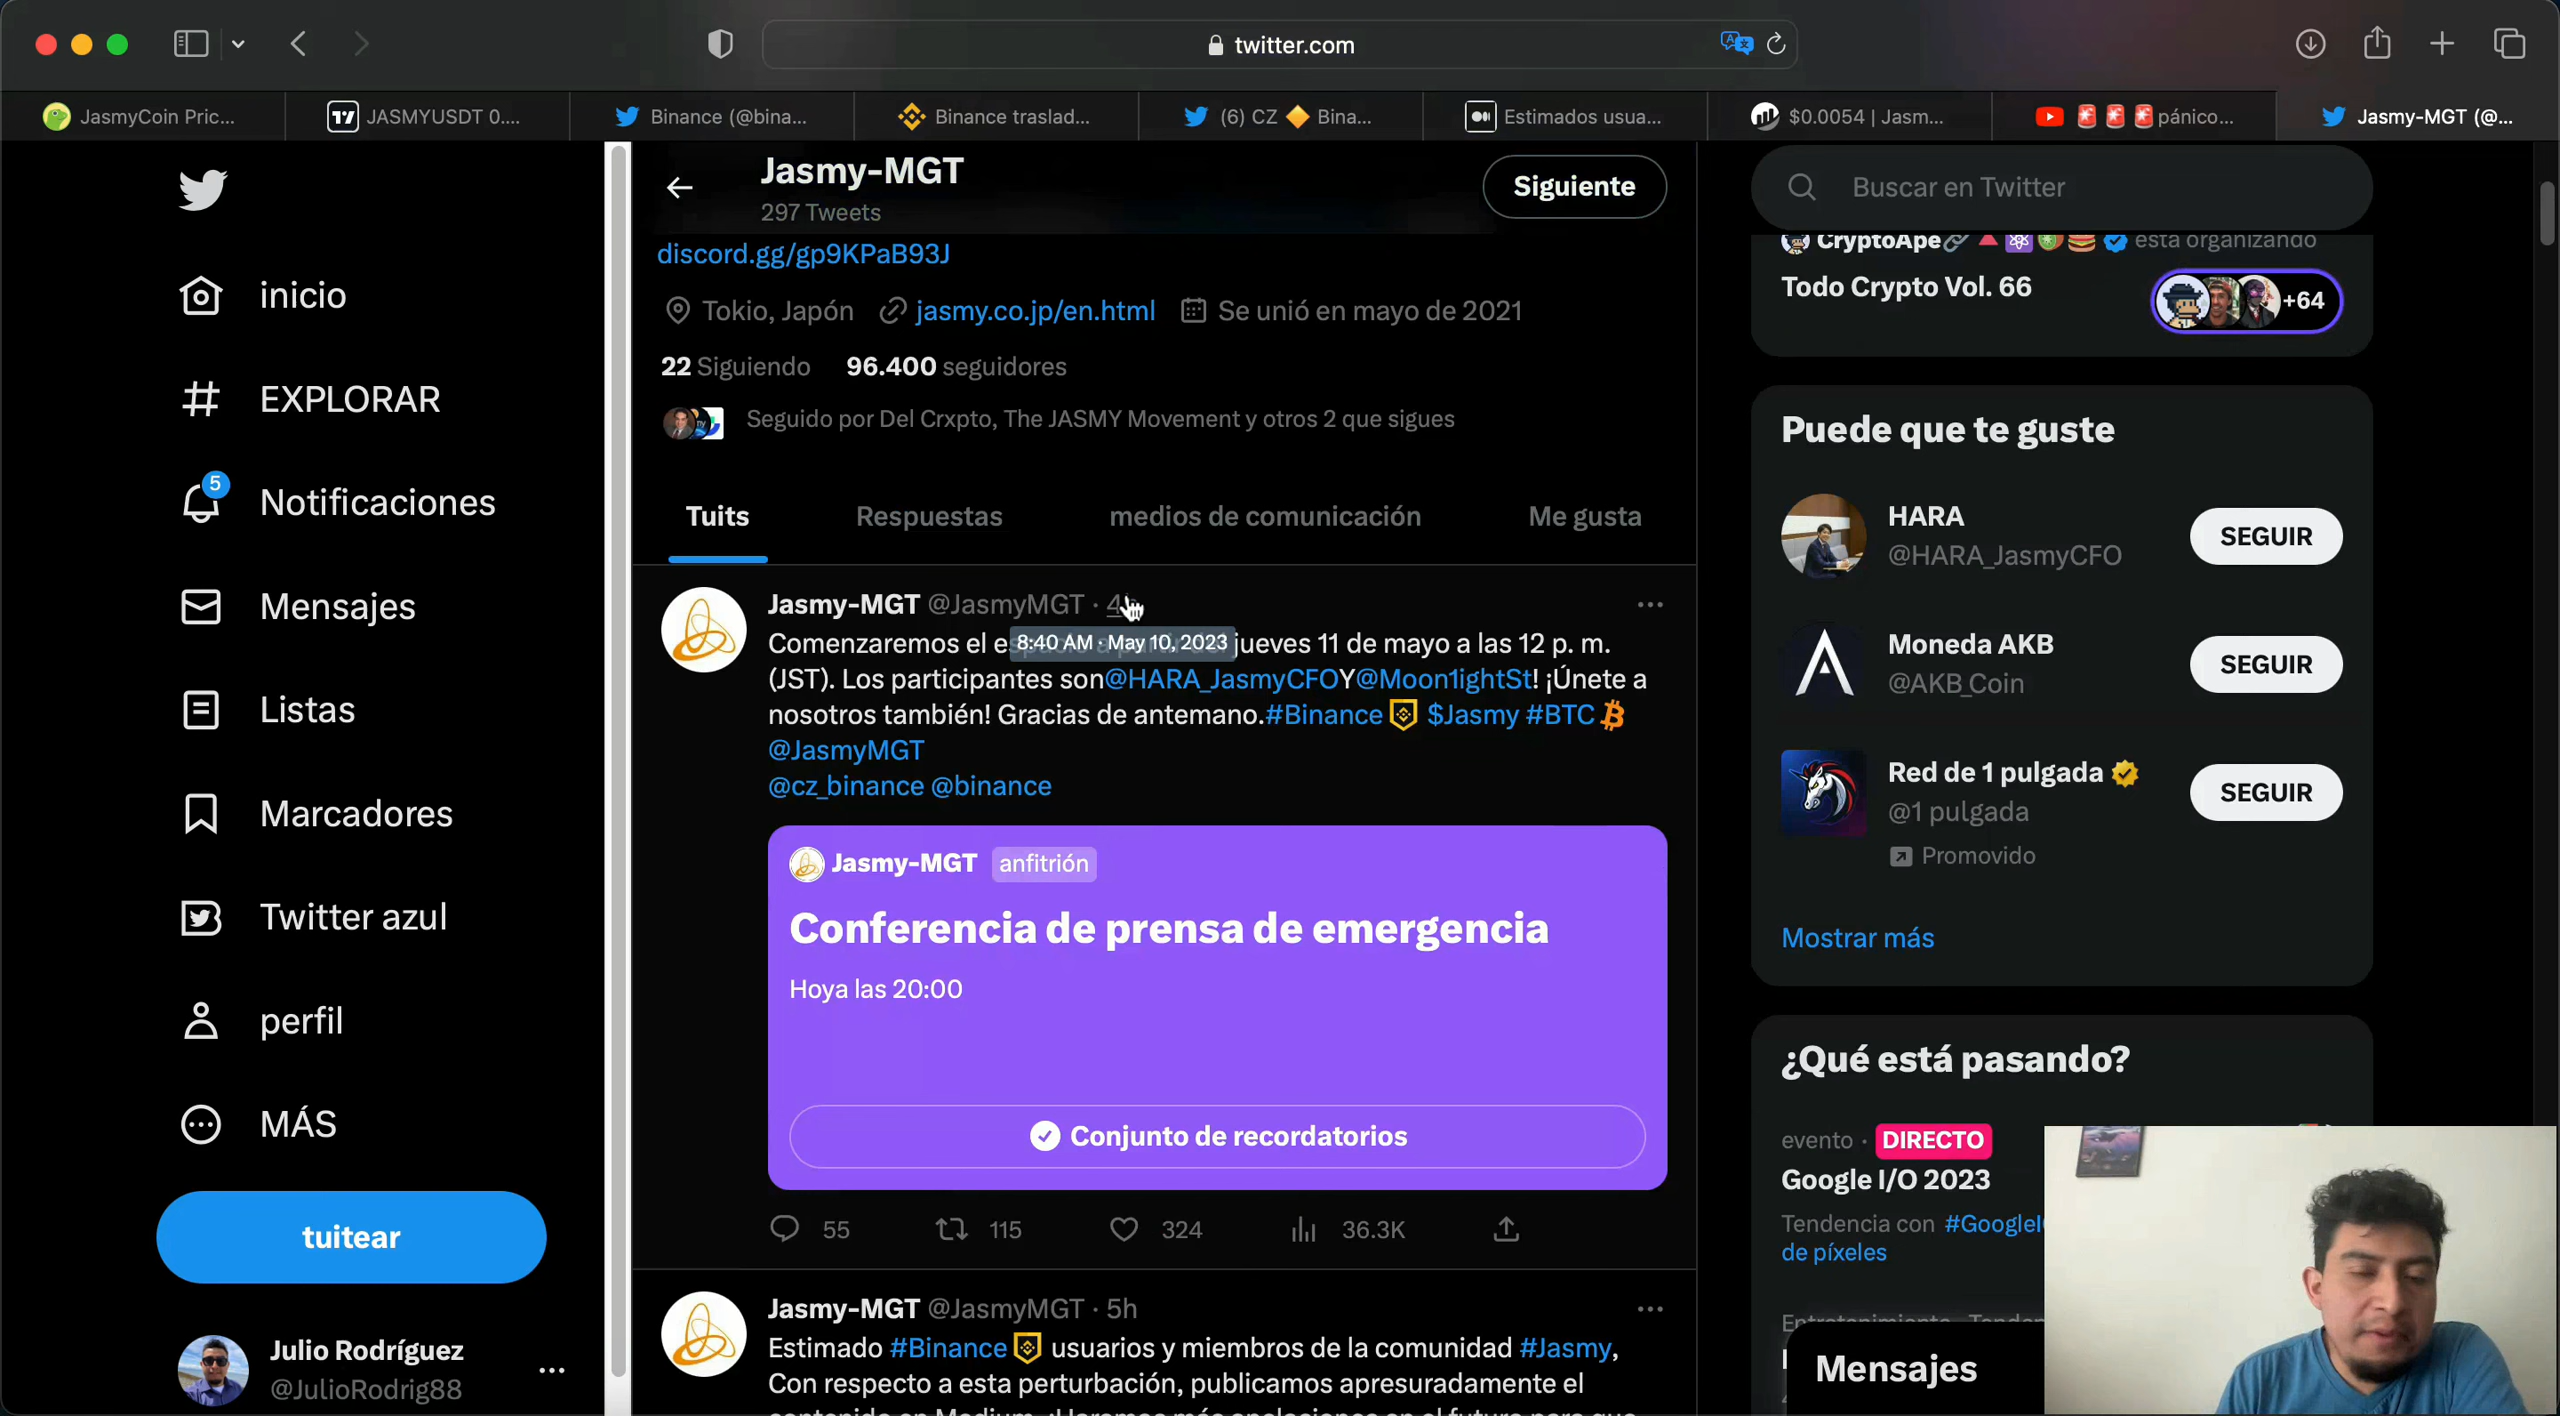 twitter.com
JasmyCoin Pric...
JASMYUSDT 0....
Binance (@bina...
Binance traslad...
(6) CZ 🔶 Bina...
Estimados usua...
$0.0054 | Jasm...
🚨 🚨 🚨 pánico...
Jasmy-MGT (@...
inicio
EXPLORAR
5
Notificaciones
Mensajes
Listas
Marcadores
Twitter azul
perfil
MÁS
tuitear
Julio Rodríguez
@JulioRodrig88
Jasmy-MGT
297 Tweets
Siguiente
discord.gg/gp9KPaB93J
Tokio, Japón jasmy.co.jp/en.html Se unió en mayo de 2021
22 Siguiendo 96.400 seguidores
Seguido por Del Crxpto, The JASMY Movement y otros 2 que sigues
Tuits Respuestas medios de comunicación Me gusta
Jasmy-MGT @JasmyMGT ·
8:40 AM · May 10, 2023
Comenzaremos el jueves 11 de mayo a las 12 p. m.
(JST). Los participantes son@HARA_JasmyCFOY@Moon1ightSt! ¡Únete a
nosotros también! Gracias de antemano.#Binance $Jasmy #BTC
@JasmyMGT
@cz_binance @binance
Jasmy-MGT anfitrión
Conferencia de prensa de emergencia
Hoya las 20:00
Conjunto de recordatorios
55 115 324 36.3K
Jasmy-MGT @JasmyMGT · 5h
Estimado #Binance usuarios y miembros de la comunidad #Jasmy,
Con respecto a esta perturbación, publicamos apresuradamente el
Buscar en Twitter
CryptoApe esta organizando
Todo Crypto Vol. 66
+64
Puede que te guste
HARA
@HARA_JasmyCFO
SEGUIR
Moneda AKB
@AKB_Coin
SEGUIR
Red de 1 pulgada
@1 pulgada
SEGUIR
Promovido
Mostrar más
¿Qué está pasando?
evento · DIRECTO
Google I/O 2023
Tendencia con
de píxeles
Mensajes